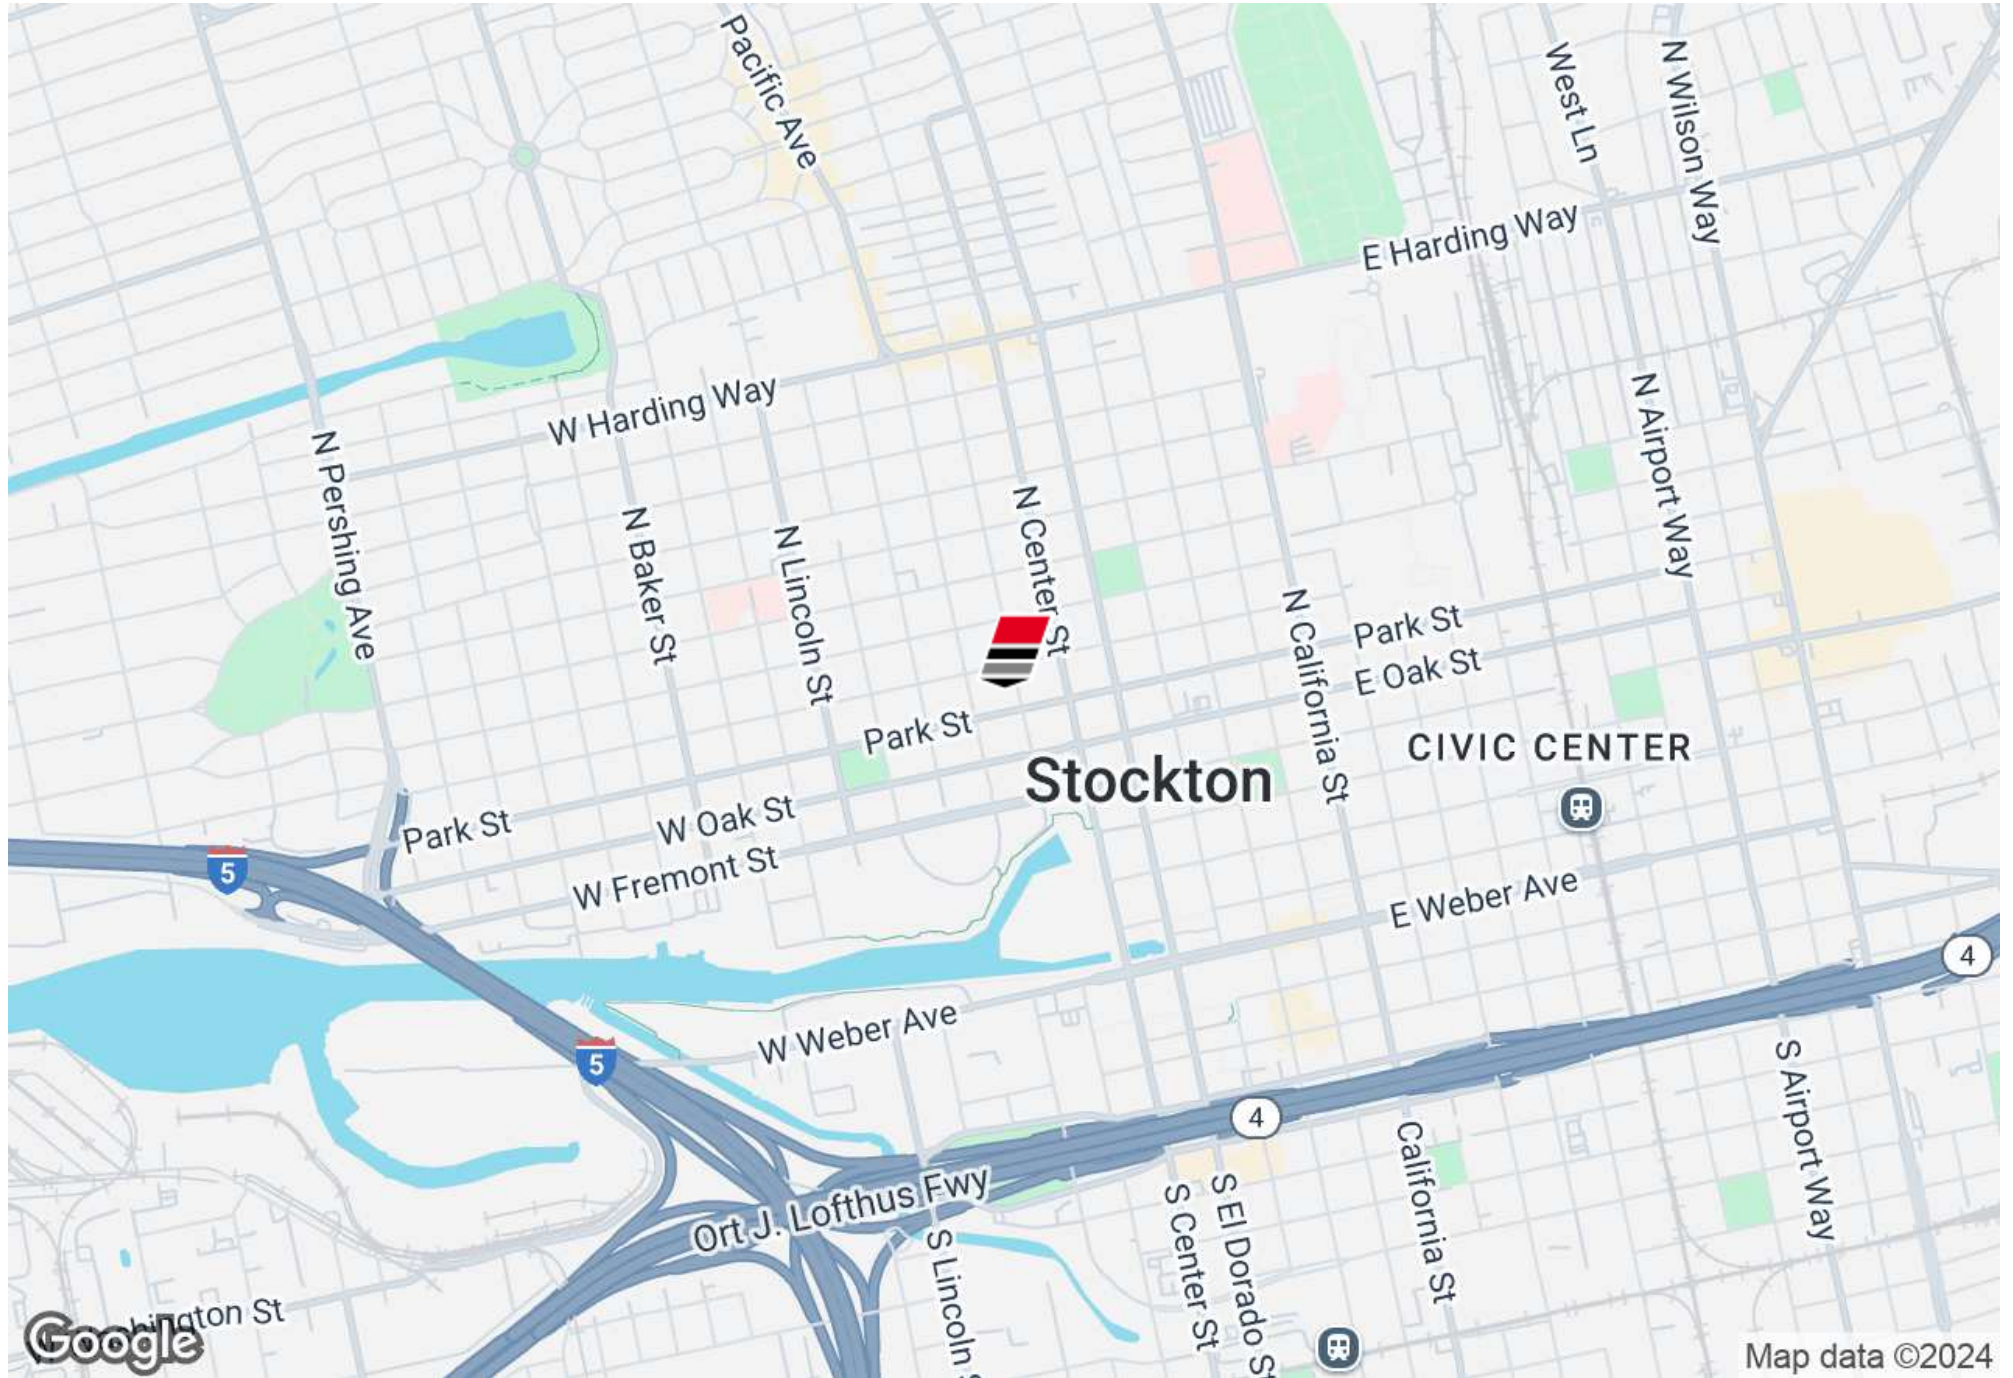 Pacific Ave
West Ln
N Wilson Way
E Harding Way
W Harding Way
N Pershing Ave
N Baker St
N Lincoln St
N Center St
N Airport Way
N California St
Park St
E Oak St
Park St
CIVIC CENTER
Stockton
Park St
W Oak St
W Fremont St
5
E Weber Ave
4
W Weber Ave
5
4
S Airport Way
California St
Ort J. Lofthus Fwy
S Center St
S El Dorado St
S Lincoln
W Washington St
Google
Map data ©2024